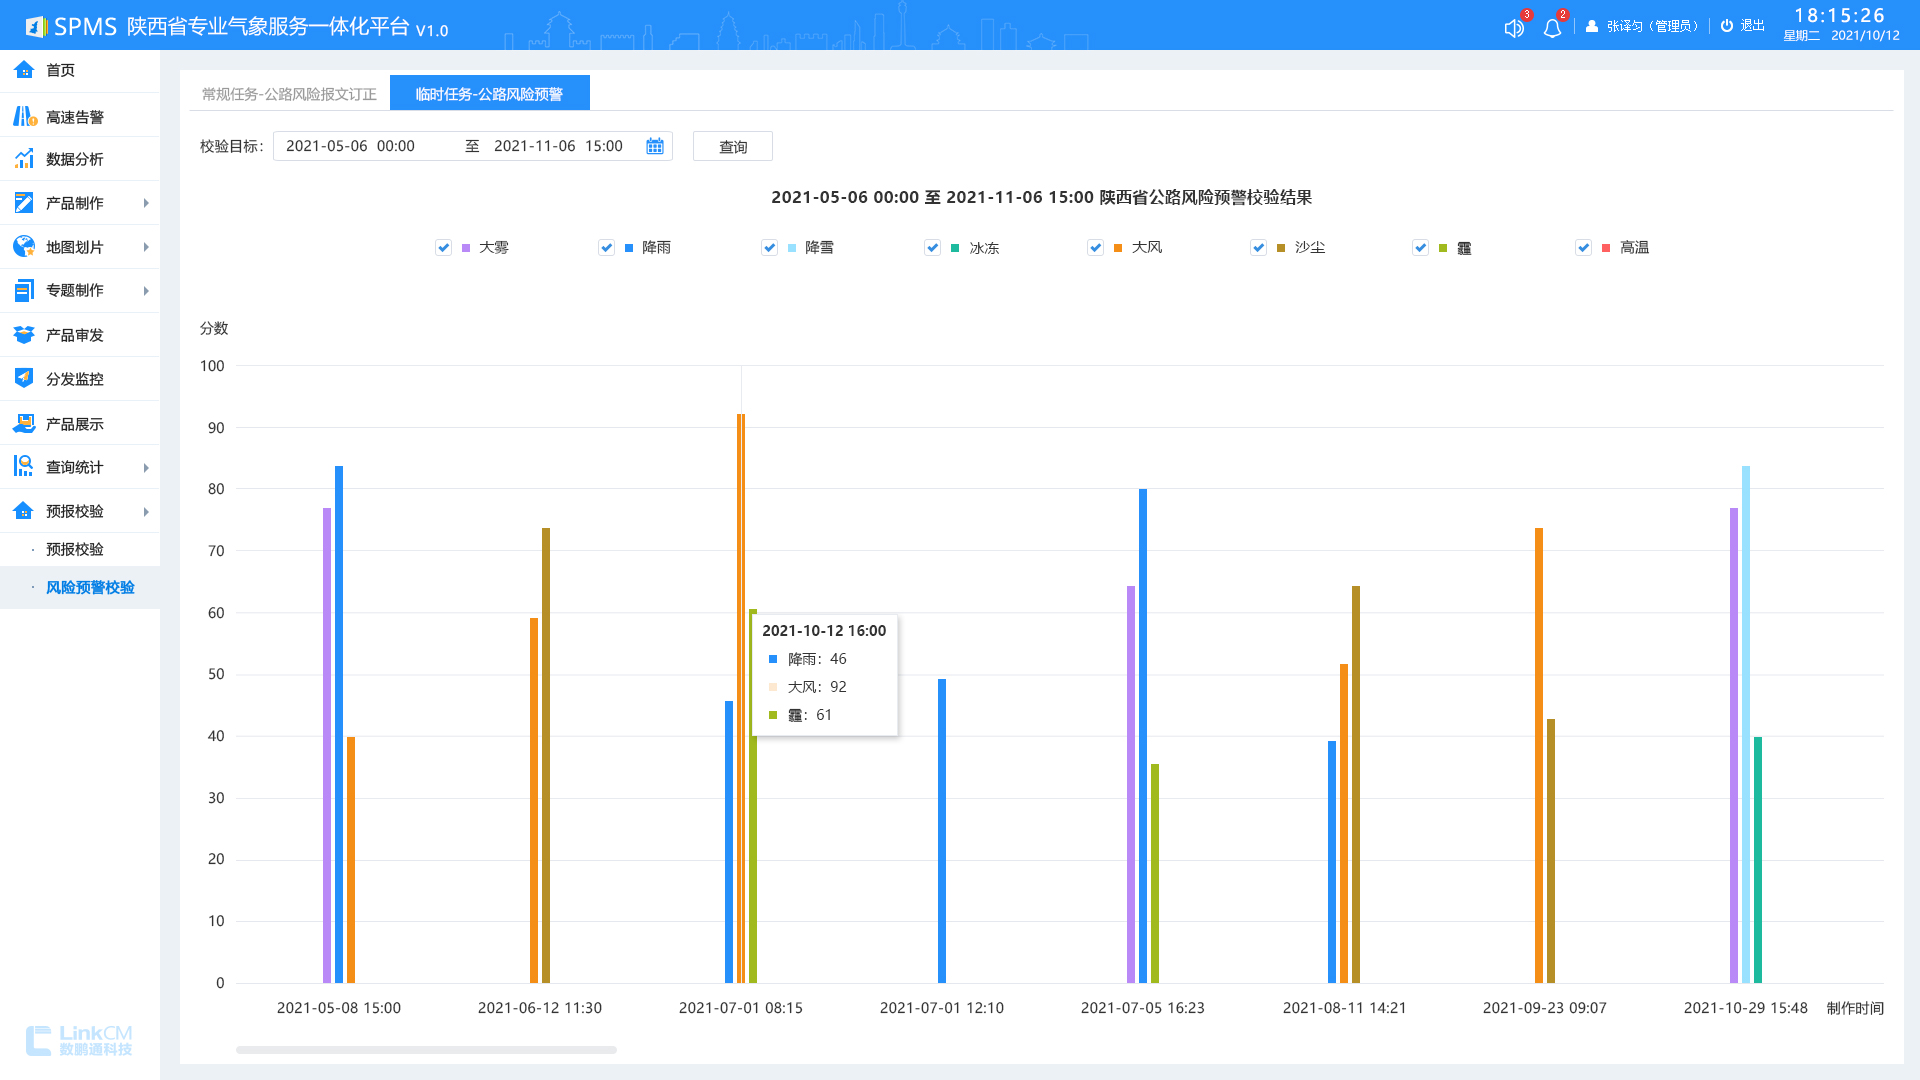 SPMS 陕西省专业气象服务一体化平台 V1.0
3
2
张译匀（管理员）
退出
18:15:26
星期二 2021/10/12
首页
高速告警
数据分析
产品制作
地图划片
专题制作
产品审发
分发监控
产品展示
查询统计
预报校验
· 预报校验
· 风险预警校验
LinkCM
数鹏通科技
常规任务-公路风险报文订正
临时任务-公路风险预警
校验目标：
2021-05-06 00:00 至 2021-11-06 15:00
查询
2021-05-06 00:00 至 2021-11-06 15:00 陕西省公路风险预警校验结果
大雾
降雨
降雪
冰冻
大风
沙尘
霾
高温
分数
100
90
80
70
60
50
40
30
20
10
0
2021-10-12 16:00
降雨：46
大风：92
霾：61
2021-05-08 15:00
2021-06-12 11:30
2021-07-01 08:15
2021-07-01 12:10
2021-07-05 16:23
2021-08-11 14:21
2021-09-23 09:07
2021-10-29 15:48
制作时间